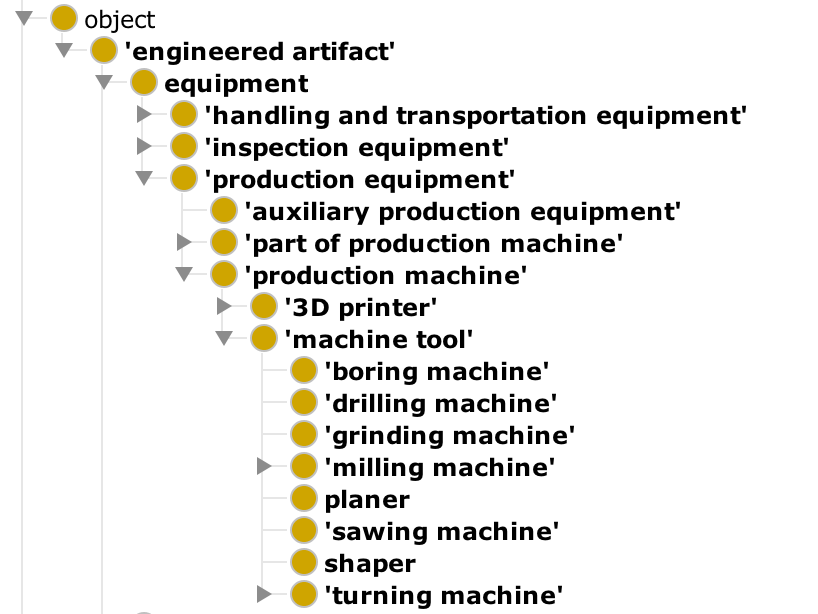 object
'engineered artifact'
equipment
'handling and transportation equipment'
'inspection equipment'
'production equipment'
'auxiliary production equipment'
'part of production machine'
'production machine'
'3D printer'
'machine tool'
'boring machine'
'drilling machine'
'grinding machine'
'milling machine'
planer
'sawing machine'
shaper
'turning machine'